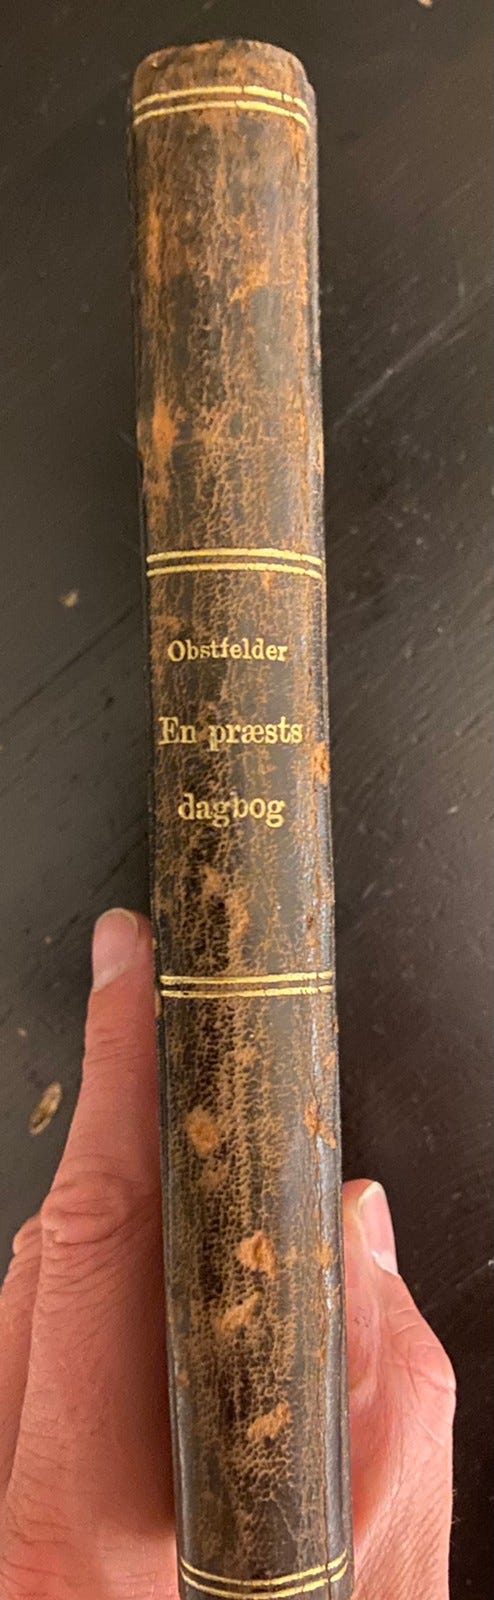 Obstfelder
En præsts
dagbog